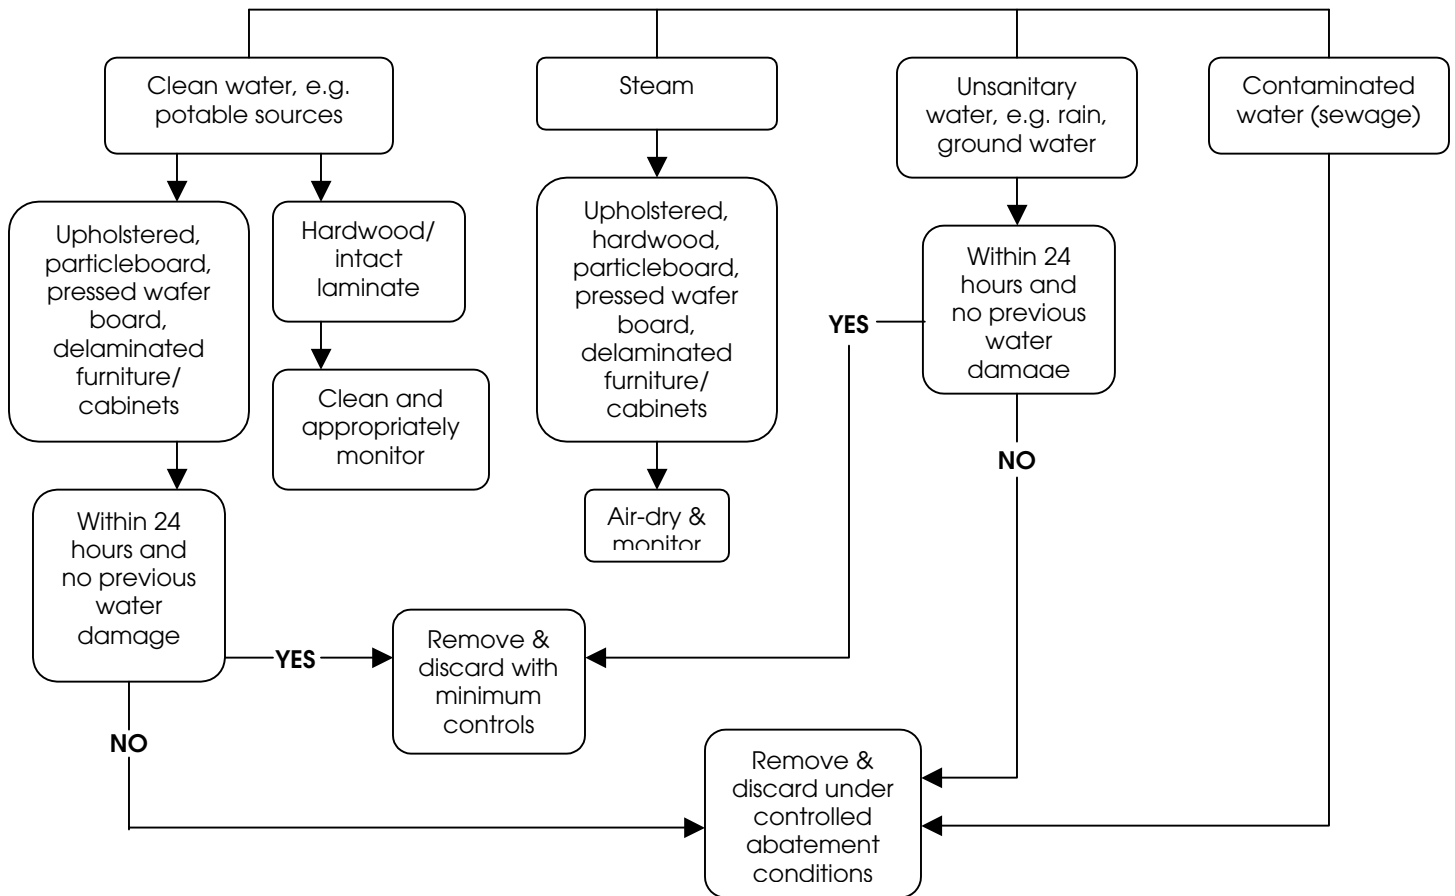 Clean water, e.g.
potable sources
Steam
Unsanitary
water, e.g. rain,
ground water
Contaminated
water (sewage)
Upholstered,
particleboard,
pressed wafer
board,
delaminated
furniture/
cabinets
Hardwood/
intact
laminate
Clean and
appropriately
monitor
Upholstered,
hardwood,
particleboard,
pressed wafer
board,
delaminated
furniture/
cabinets
Air-dry &
monitor
Within 24
hours and
no previous
water
damage
YES
NO
Within 24
hours and
no previous
water
damage
YES
NO
Remove &
discard with
minimum
controls
Remove &
discard under
controlled
abatement
conditions